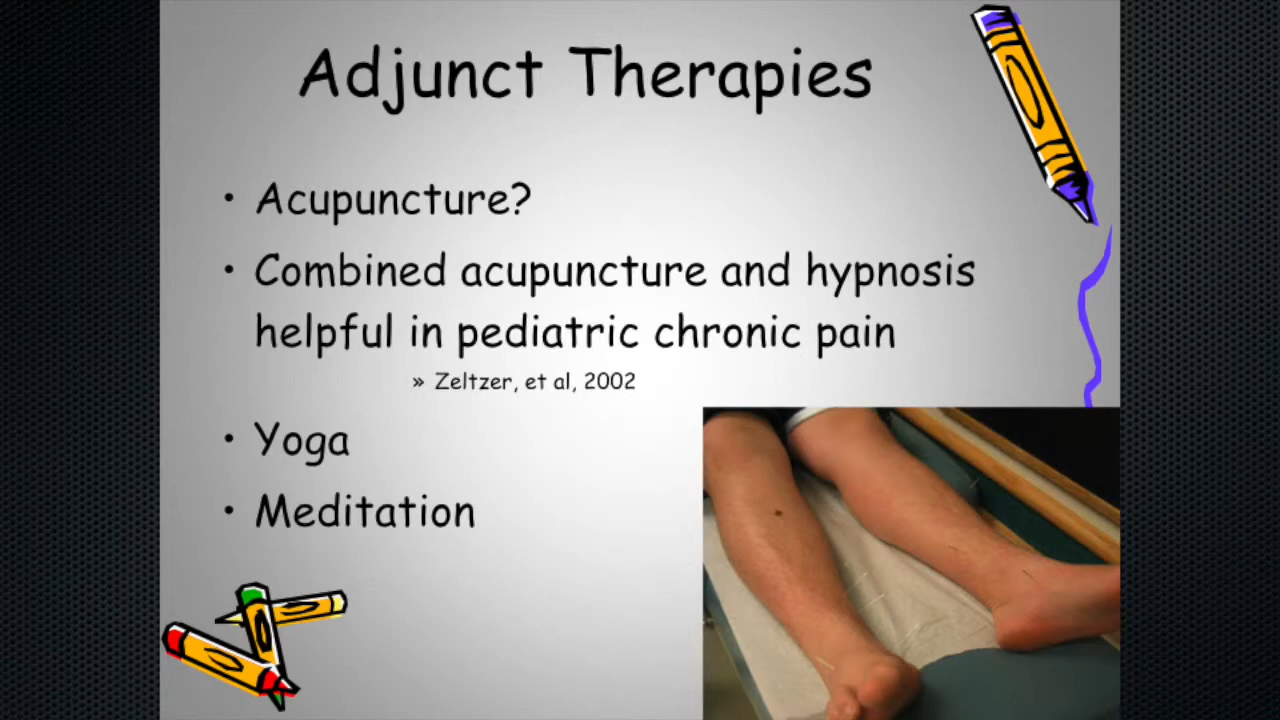 Adjunct Therapies
• Acupuncture?
• Combined acupuncture and hypnosis
helpful in pediatric chronic pain
» Zeltzer, et al, 2002
• Yoga
• Meditation